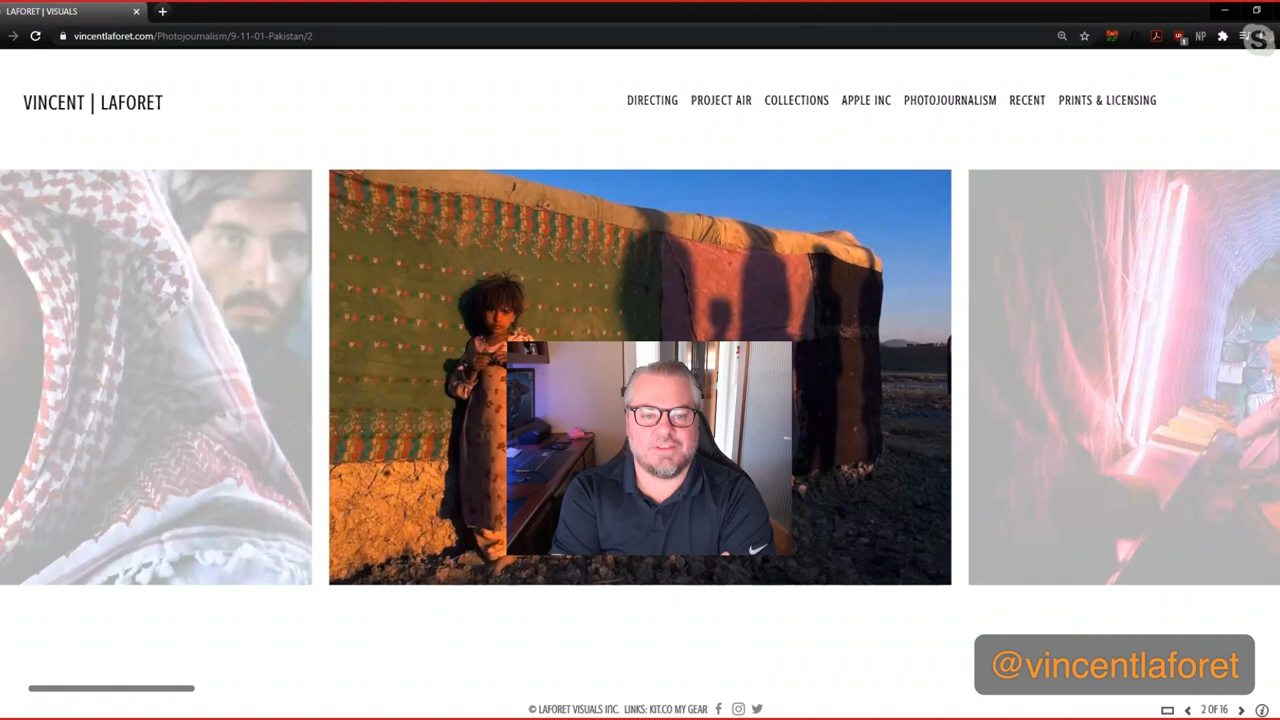 LAFORET | VISUALS
vincentlaforet.com/Photojournalism/9-11-01-Pakistan/2
NP
VINCENT | LAFORET
DIRECTING PROJECT AIR COLLECTIONS APPLE INC PHOTOJOURNALISM RECENT PRINTS & LICENSING
@vincentlaforet
© LAFORET VISUALS INC. LINKS: KIT.CO MY GEAR
2 OF 16